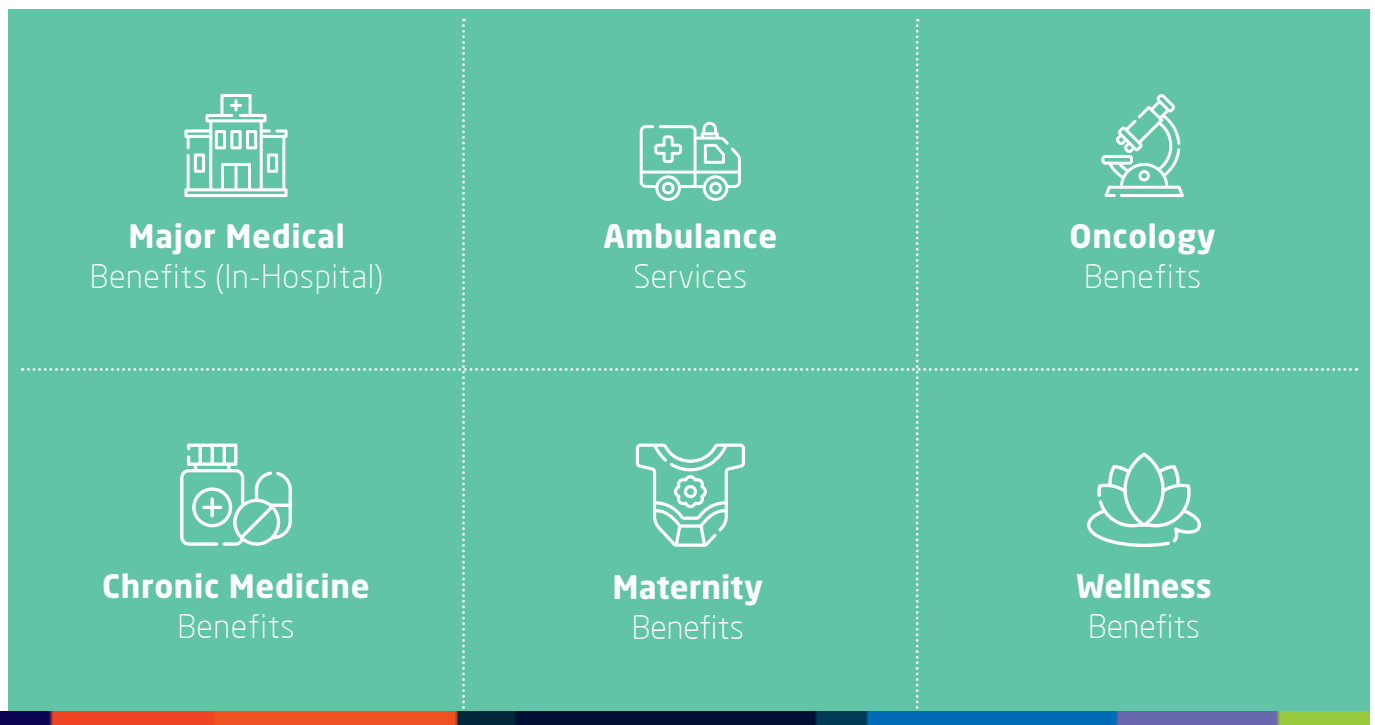 Major Medical
Benefits (In-Hospital)
Ambulance
Services
Oncology
Benefits
Chronic Medicine
Benefits
Maternity
Benefits
Wellness
Benefits